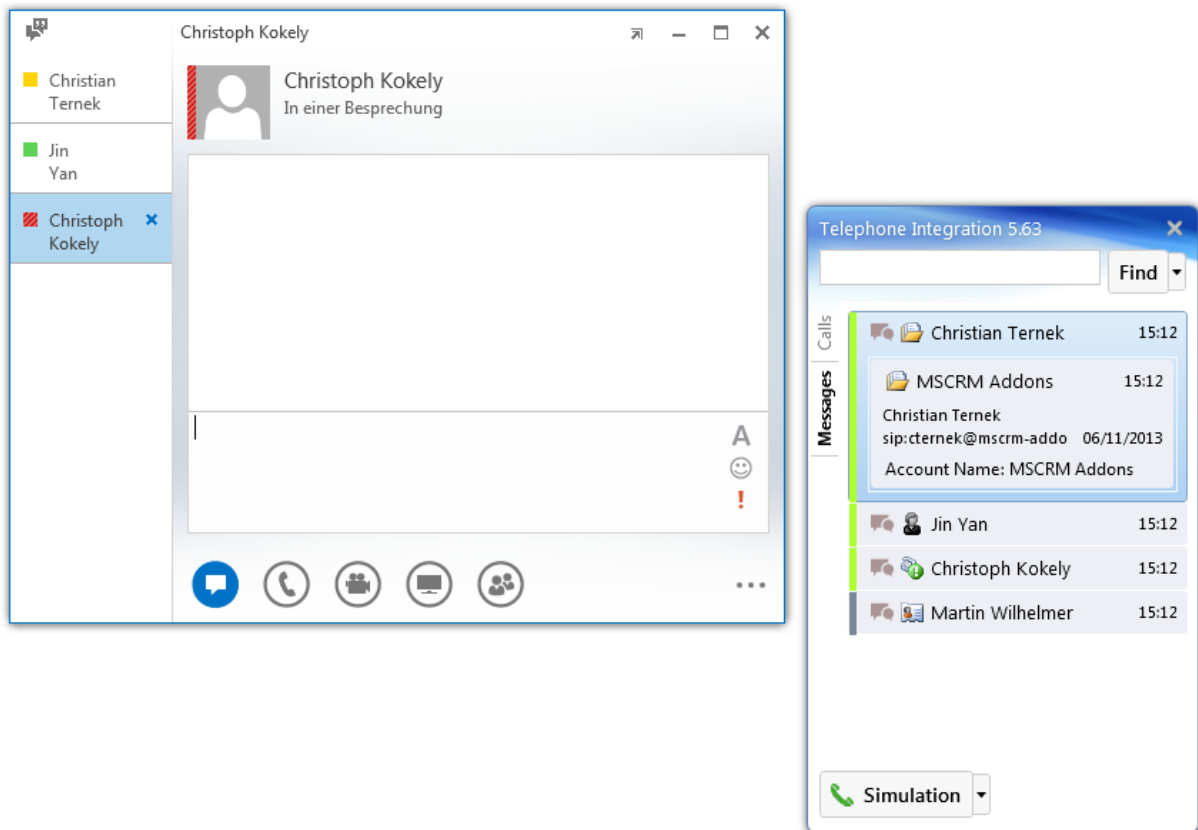 Christoph Kokely
Christian
Ternek
Jin
Yan
Christoph
Kokely
Christoph Kokely
In einer Besprechung
A
!
Telephone Integration 5.63
Find
Calls
Messages
Christian Ternek 15:12
MSCRM Addons 15:12
Christian Ternek
sip:cternek@mscrm-addo 06/11/2013
Account Name: MSCRM Addons
Jin Yan 15:12
Christoph Kokely 15:12
Martin Wilhelmer 15:12
Simulation